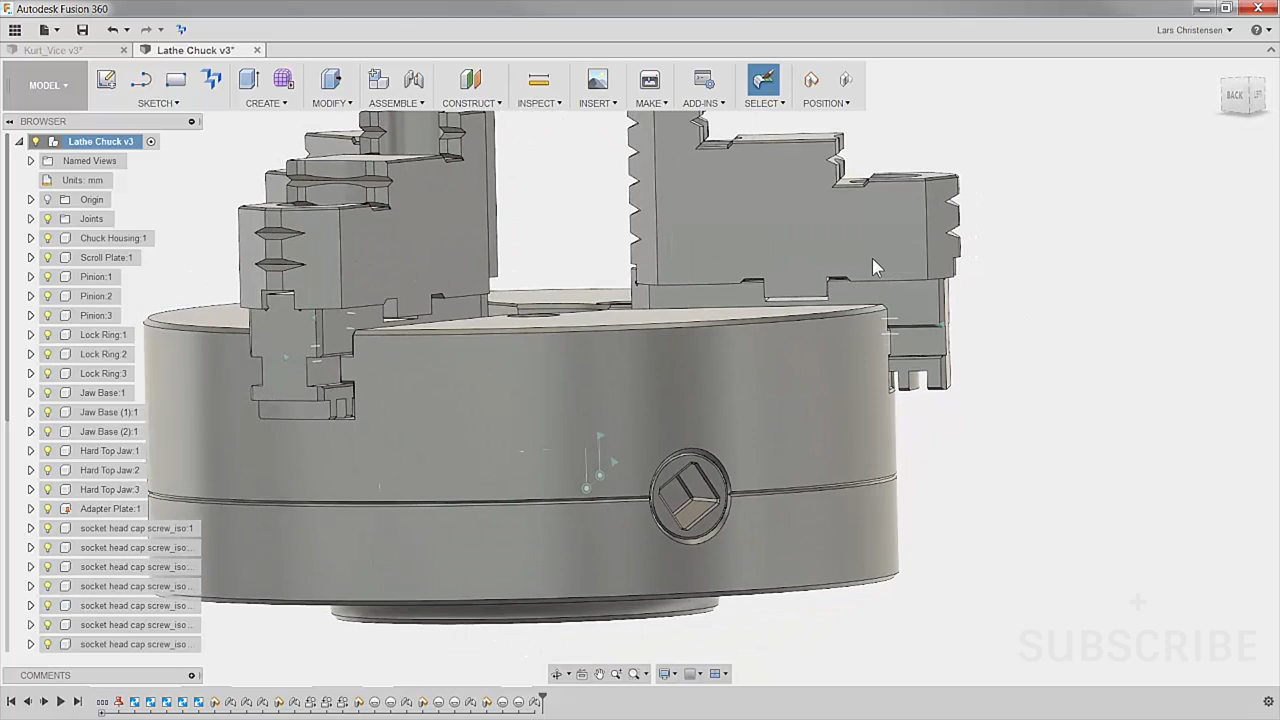 Autodesk Fusion 360
Lars Christensen
Kurt_Vice v3*
Lathe Chuck v3*
MODEL
SKETCH
CREATE
MODIFY
ASSEMBLE
CONSTRUCT
INSPECT
INSERT
MAKE
ADD-INS
SELECT
POSITION
BACK
LEFT
BROWSER
Lathe Chuck v3
Named Views
Units: mm
Origin
Joints
Chuck Housing:1
Scroll Plate:1
Pinion:1
Pinion:2
Pinion:3
Lock Ring:1
Lock Ring:2
Lock Ring:3
Jaw Base:1
Jaw Base (1):1
Jaw Base (2):1
Hard Top Jaw:1
Hard Top Jaw:2
Hard Top Jaw:3
Adapter Plate:1
socket head cap screw_iso:1
socket head cap screw_iso...
socket head cap screw_iso...
socket head cap screw_iso...
socket head cap screw_iso...
socket head cap screw_iso...
socket head cap screw_iso...
SUBSCRIBE
COMMENTS